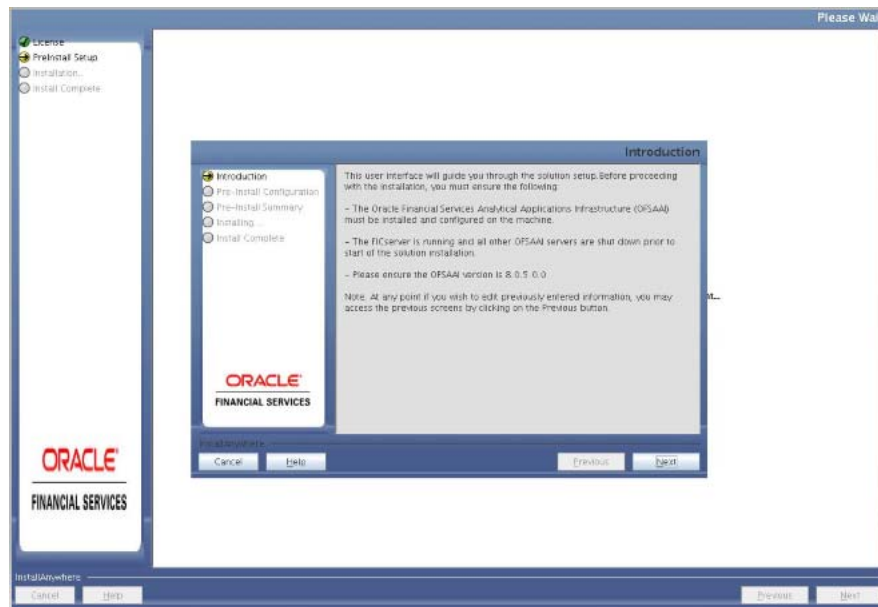 Please Wai
License
PreInstall Setup
Installation...
Install Complete
Introduction
Introduction
Pre-Install Configuration
Pre-Install Summary
Installing...
Install Complete
This user interface will guide you through the solution setup. Before proceeding
with the installation, you must ensure the following:
- The Oracle Financial Services Analytical Applications Infrastructure (OFSAAI)
must be installed and configured on the machine.
- The FICserver is running and all other OFSAAI servers are shut down prior to
start of the solution installation.
- Please ensure the OFSAAI version is 8.0.5.0.0
Note: At any point if you wish to edit previously entered information, you may
access the previous screens by clicking on the Previous button.
ORACLE
FINANCIAL SERVICES
InstallAnywhere
Cancel
Help
Previous
Next
ORACLE
FINANCIAL SERVICES
InstallAnywhere
Cancel
Help
Previous
Next